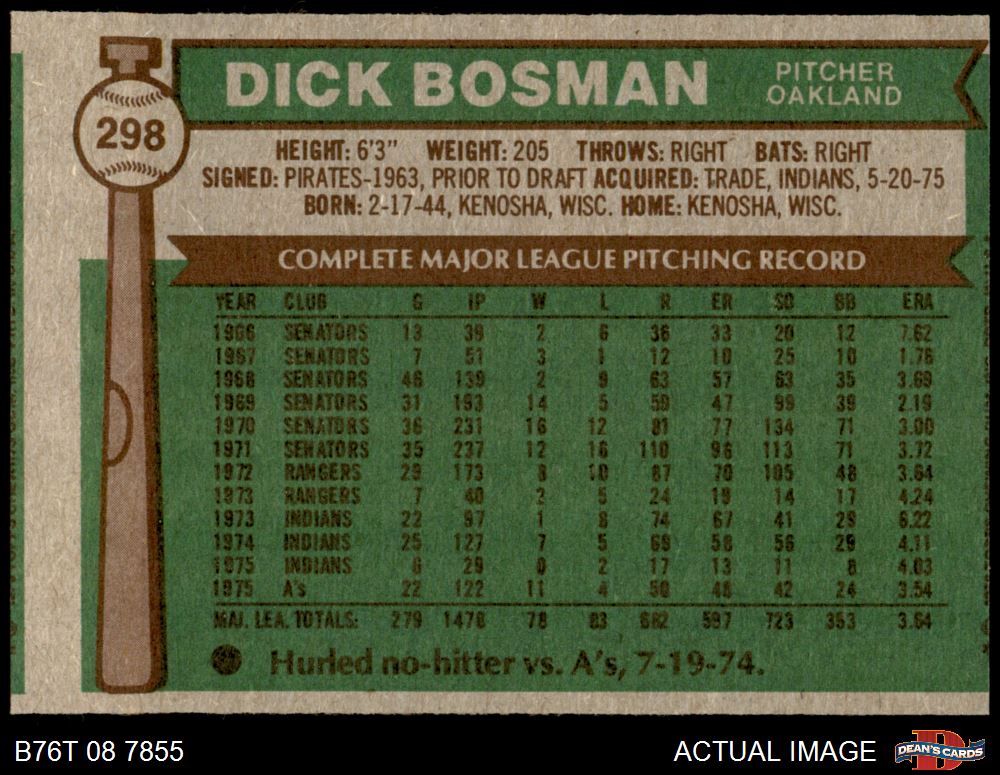 DICK BOSMAN
PITCHER
OAKLAND
298
HEIGHT: 6'3" WEIGHT: 205 THROWS: RIGHT BATS: RIGHT
SIGNED: PIRATES-1963, PRIOR TO DRAFT ACQUIRED: TRADE, INDIANS, 5-20-75
BORN: 2-17-44, KENOSHA, WISC. HOME: KENOSHA, WISC.
COMPLETE MAJOR LEAGUE PITCHING RECORD
YEAR CLUB G IP W L R ER SO BB ERA
1966 SENATORS 13 39 2 6 36 33 20 12 7.62
1967 SENATORS 7 51 3 1 12 10 25 10 1.76
1968 SENATORS 46 139 2 9 63 57 63 35 3.69
1969 SENATORS 31 193 14 5 59 47 99 39 2.19
1970 SENATORS 36 231 16 12 81 77 134 71 3.00
1971 SENATORS 35 237 12 16 110 98 113 71 3.72
1972 RANGERS 29 173 8 10 87 70 105 48 3.64
1973 RANGERS 7 40 2 5 24 19 14 17 4.24
1973 INDIANS 22 97 1 8 74 67 41 29 6.22
1974 INDIANS 25 127 7 5 69 58 56 29 4.11
1975 INDIANS 6 29 0 2 17 13 11 8 4.03
1975 A's 22 122 11 4 50 48 42 24 3.54
MAJ. LEA. TOTALS: 279 1478 78 83 682 597 723 353 3.64
Hurled no-hitter vs. A's, 7-19-74.
B76T 08 7855
ACTUAL IMAGE
DEAN'S CARDS